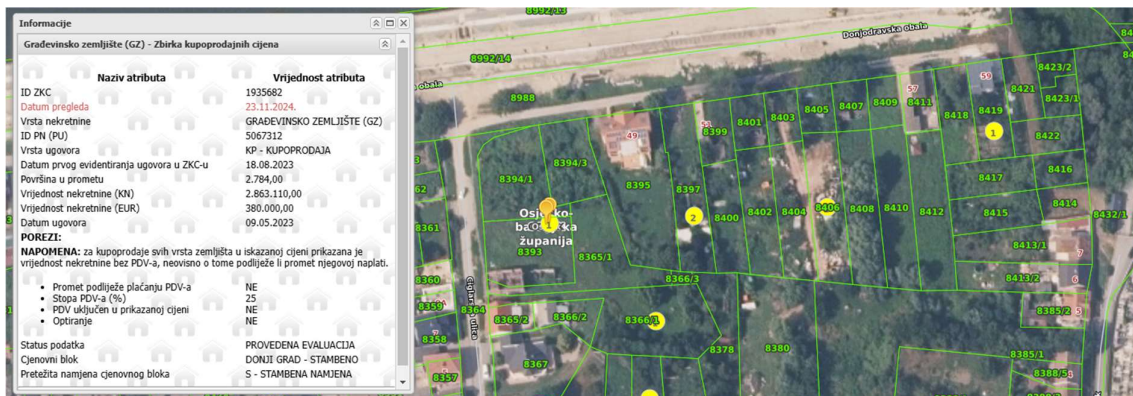 Informacije
Građevinsko zemljište (GZ) - Zbirka kupoprodajnih cijena
Naziv atributa Vrijednost atributa
ID ZKC 1935682
Datum pregleda 23.11.2024.
Vrsta nekretnine GRAĐEVINSKO ZEMLJIŠTE (GZ)
ID PN (PU) 5067312
Vrsta ugovora KP - KUPOPRODAJA
Datum prvog evidentiranja ugovora u ZKC-u 18.08.2023
Površina u prometu 2.784,00
Vrijednost nekretnine (KN) 2.863.110,00
Vrijednost nekretnine (EUR) 380.000,00
Datum ugovora 09.05.2023
POREZI:
NAPOMENA: za kupoprodaje svih vrsta zemljišta u iskazanoj cijeni prikazana je
vrijednost nekretnine bez PDV-a, neovisno o tome podliježe li promet njegovoj naplati.
Promet podliježe plaćanju PDV-a NE
Stopa PDV-a (%) 25
PDV uključen u prikazanoj cijeni NE
Optiranje NE
Status podatka PROVEDENA EVALUACIJA
Cjenovni blok DONJI GRAD - STAMBENO
Pretežita namjena cjenovnog bloka S - STAMBENA NAMJENA
8992/13
8992/14
Donjodravska obala
obala
8988
49
51
57
59
8423/2
8423/1
8421
8419
1
8422
8418
8411
8409
8407
8405
8403
8401
8399
8394/3
8394/1
8395
8397
2
8400
8402
8404
8406
8408
8410
8412
8417
8416
8414
8415
8432/1
8413/1
7
8413/2
6
8361
8393
1
8365/1
8366/3
8360
8359
8364
8365/2
8366/2
8366/1
8385/2
5
8358
8367
8378
8380
8385/1
8388/5
8357